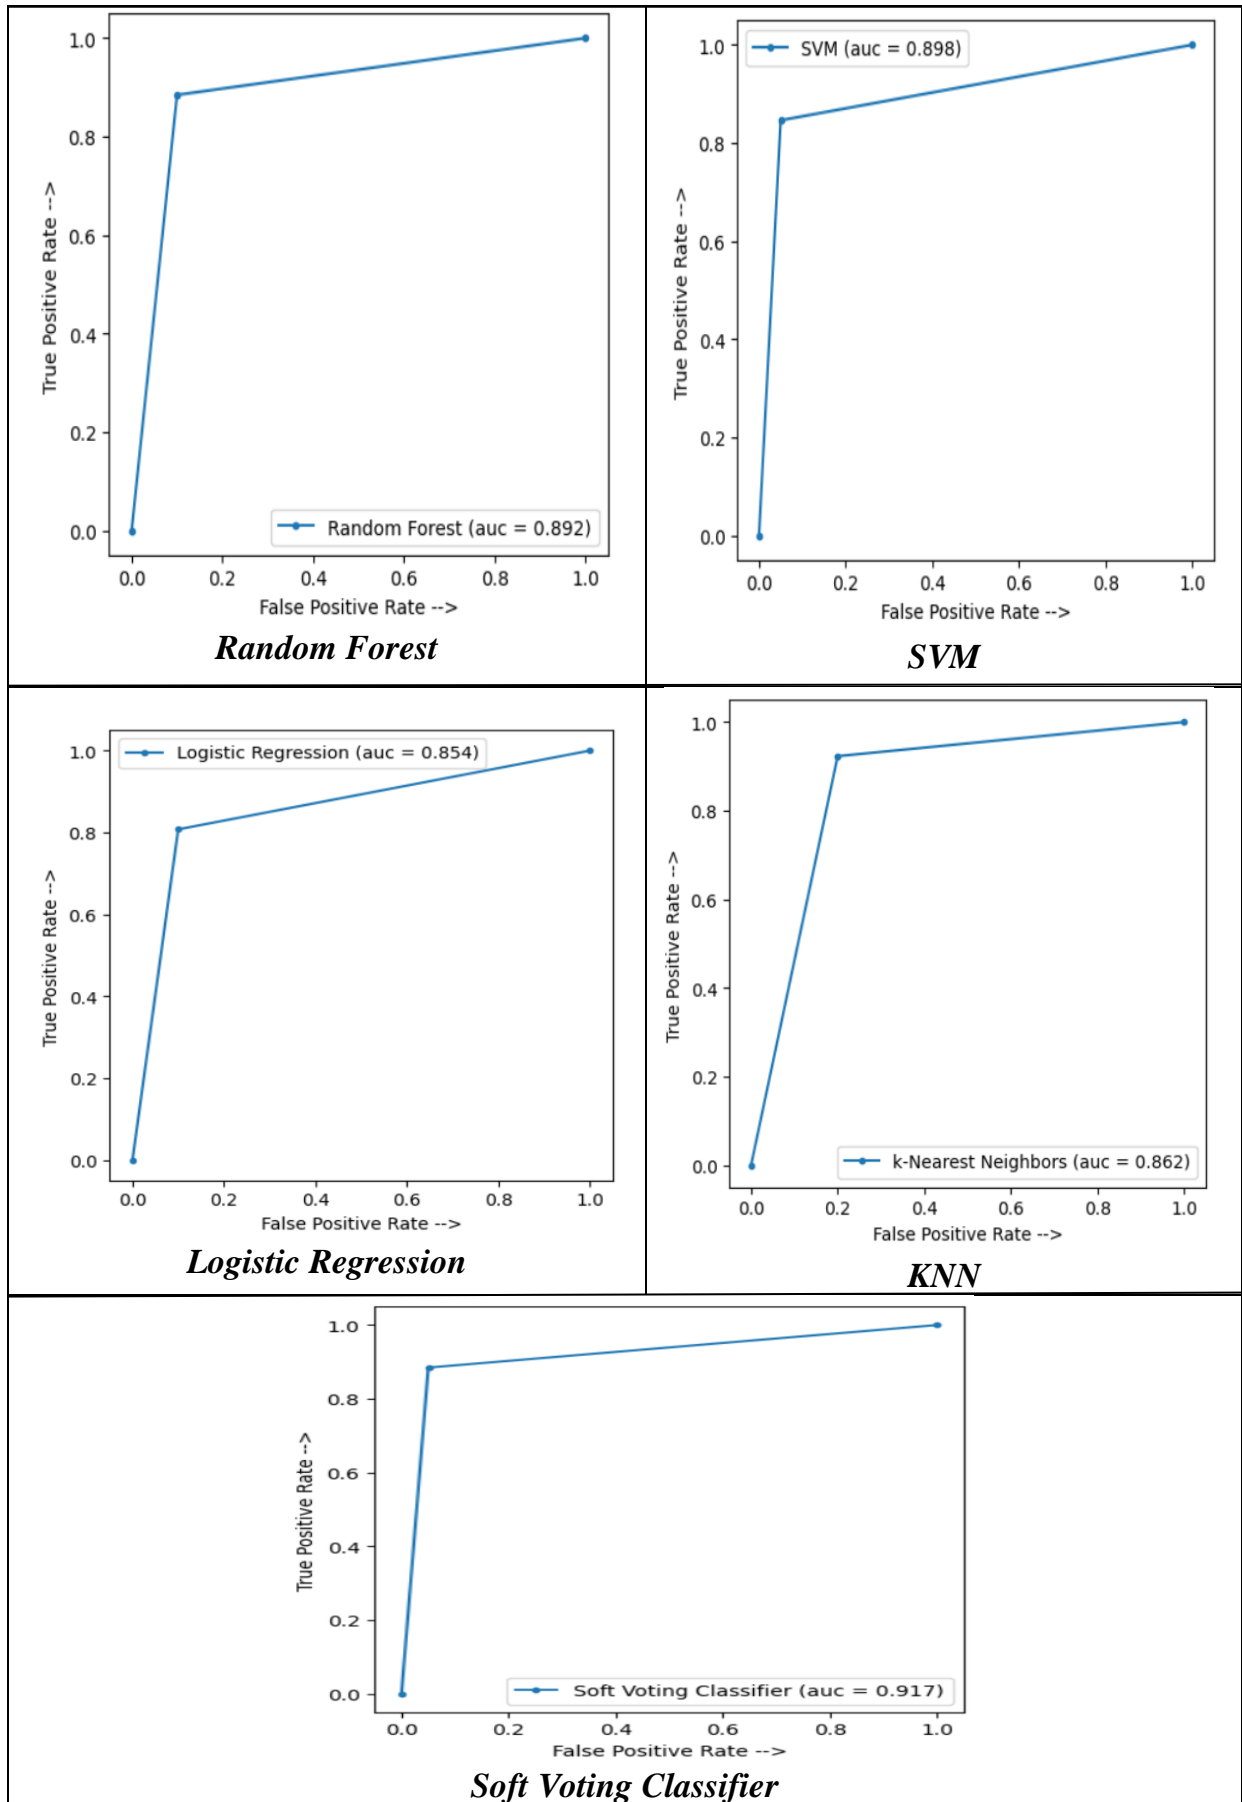 1.0
0.8
0.6
0.4
0.2
0.0
True Positive Rate -->
Random Forest (auc = 0.892)
0.0 0.2 0.4 0.6 0.8 1.0
False Positive Rate -->
Random Forest
SVM (auc = 0.898)
1.0
0.8
0.6
0.4
0.2
0.0
True Positive Rate -->
0.0 0.2 0.4 0.6 0.8 1.0
False Positive Rate -->
SVM
Logistic Regression (auc = 0.854)
1.0
0.8
0.6
0.4
0.2
0.0
True Positive Rate -->
0.0 0.2 0.4 0.6 0.8 1.0
False Positive Rate -->
Logistic Regression
1.0
0.8
0.6
0.4
0.2
0.0
True Positive Rate -->
k-Nearest Neighbors (auc = 0.862)
0.0 0.2 0.4 0.6 0.8 1.0
False Positive Rate -->
KNN
1.0
0.8
0.6
0.4
0.2
0.0
True Positive Rate -->
Soft Voting Classifier (auc = 0.917)
0.0 0.2 0.4 0.6 0.8 1.0
False Positive Rate -->
Soft Voting Classifier